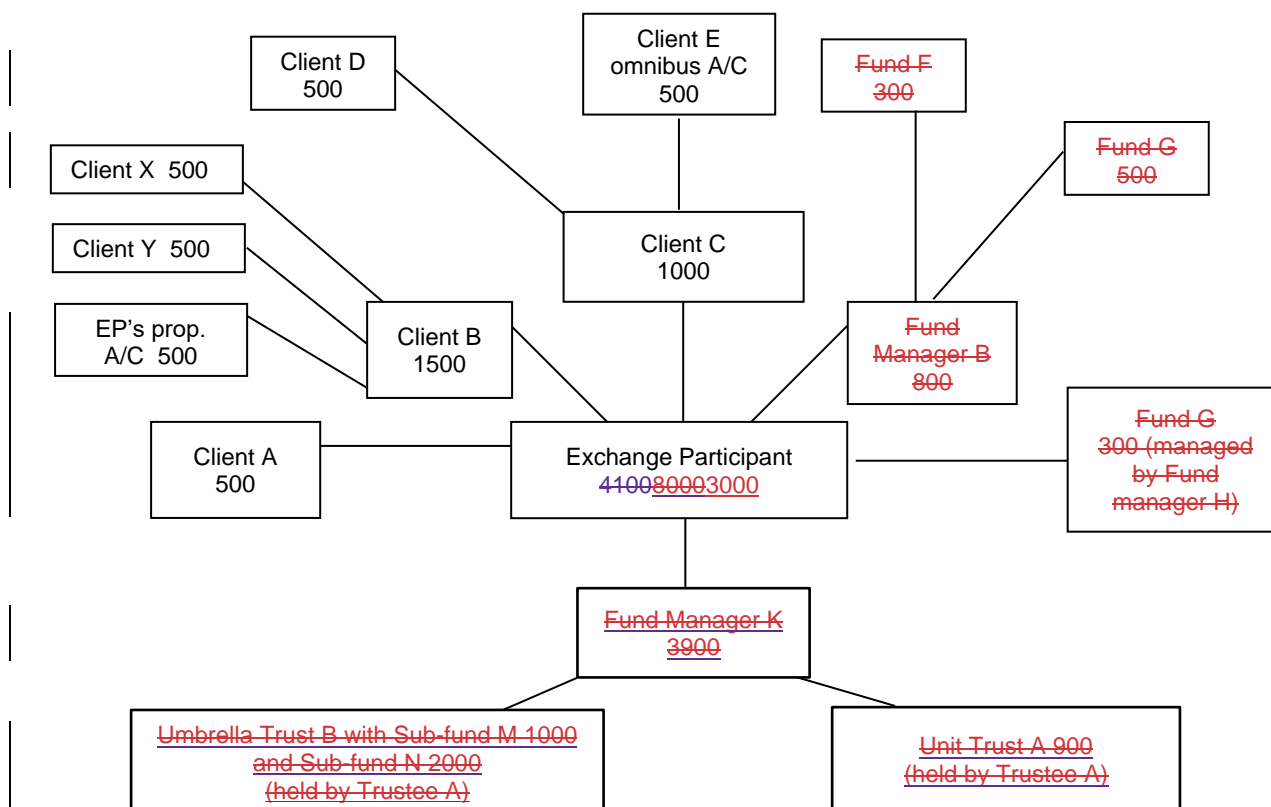 Client D
500
Client E
omnibus A/C
500
Fund F
300
Fund G
500
Client X 500
Client Y 500
EP's prop.
A/C 500
Client B
1500
Client C
1000
Fund
Manager B
800
Client A
500
Exchange Participant
410080003000
Fund G
300 (managed
by Fund
manager H)
Fund Manager K
3900
Umbrella Trust B with Sub-fund M 1000
and Sub-fund N 2000
(held by Trustee A)
Unit Trust A 900
(held by Trustee A)